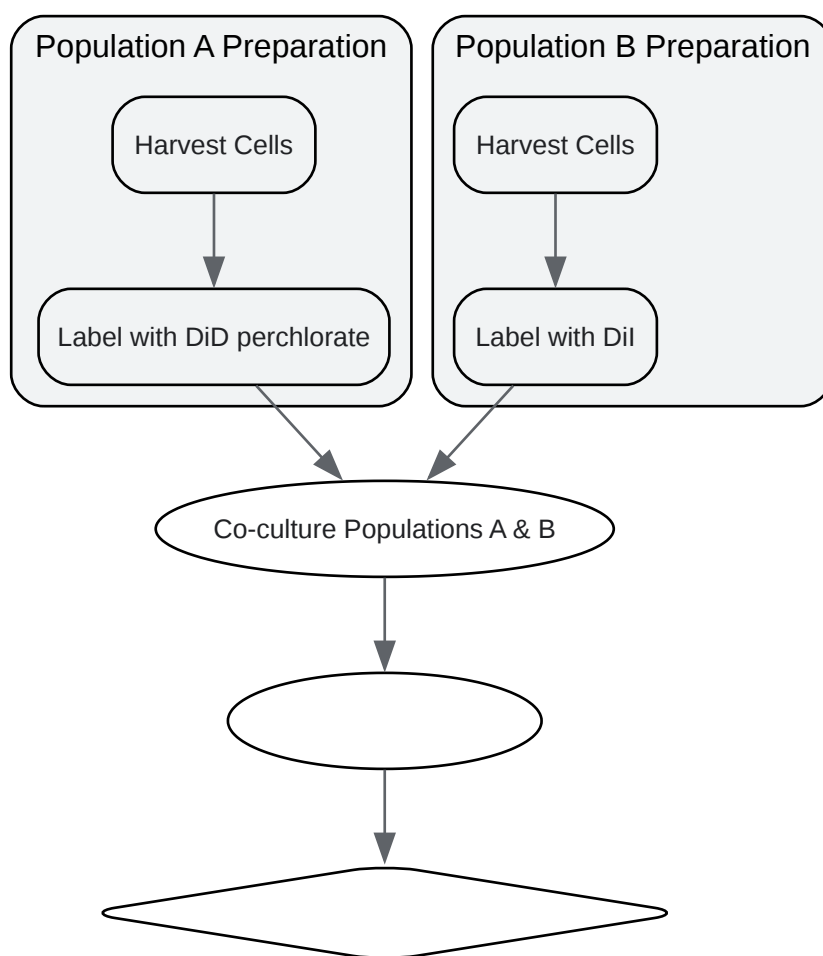 Population A Preparation
Population B Preparation
Harvest Cells
Harvest Cells
Label with DiD perchlorate
Label with DiI
Co-culture Populations A & B